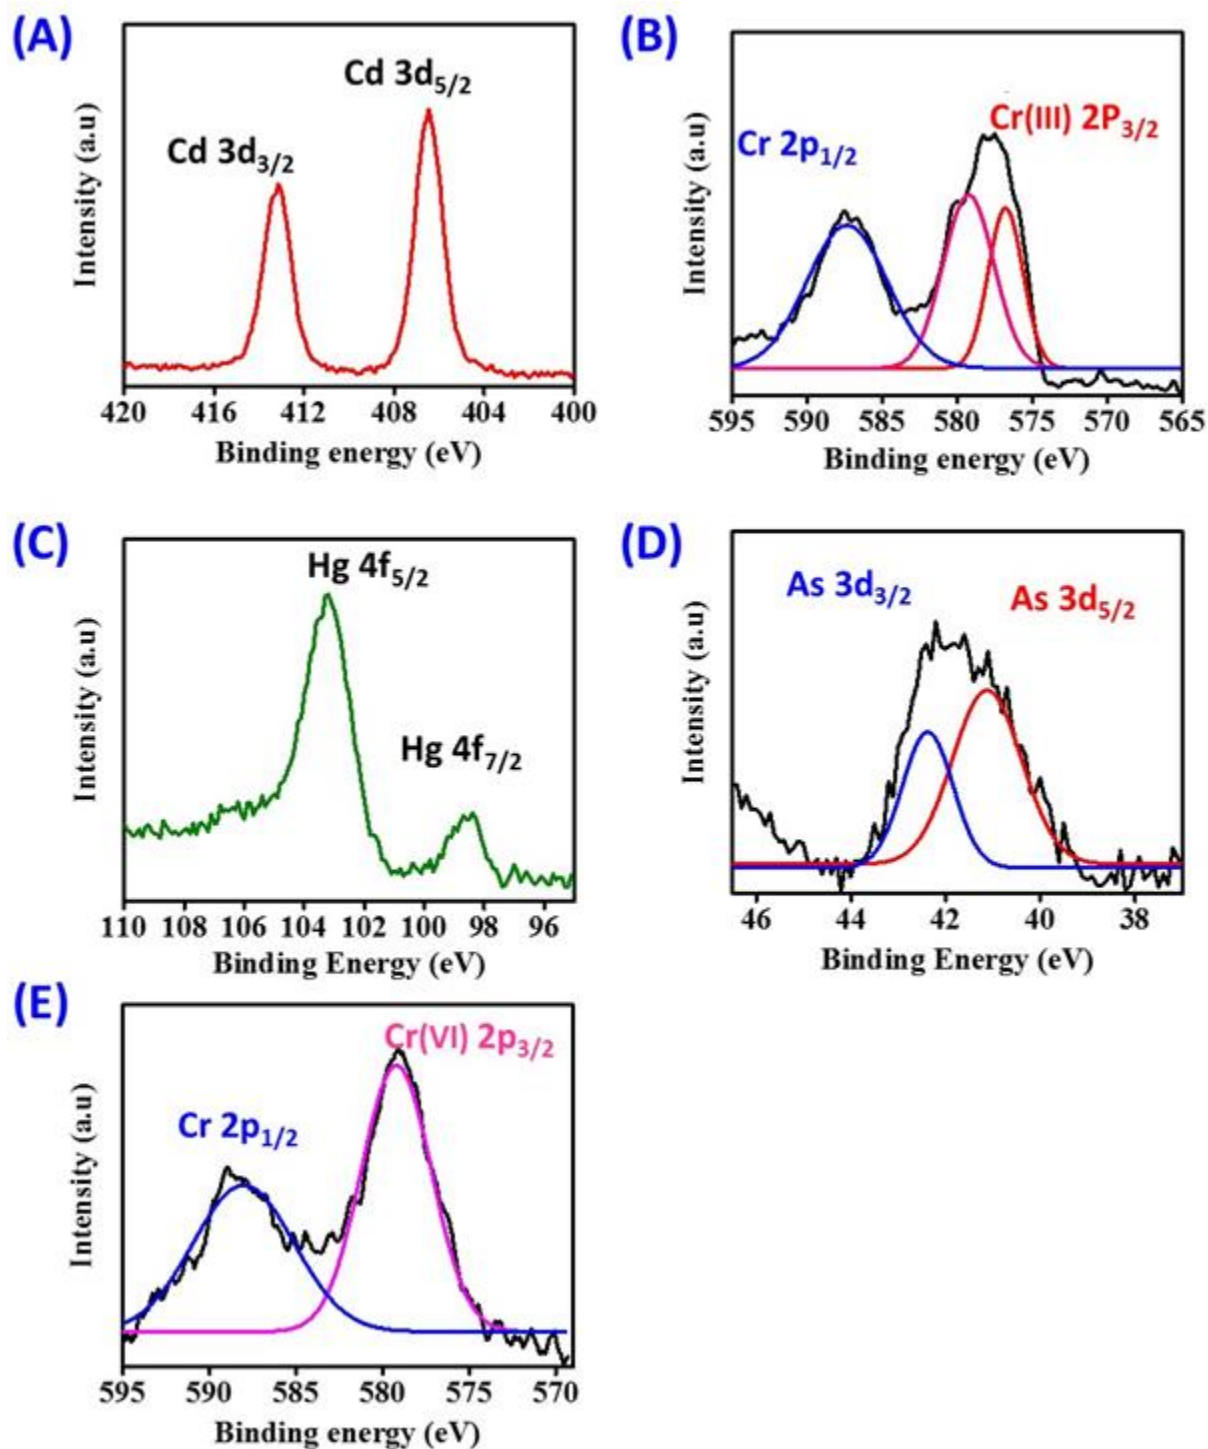 (A)
Cd 3d5/2
Cd 3d3/2
Intensity (a.u)
420 416 412 408 404 400
Binding energy (eV)
(B)
Cr(III) 2P3/2
Cr 2p1/2
Intensity (a.u)
595 590 585 580 575 570 565
Binding energy (eV)
(C)
Hg 4f5/2
Hg 4f7/2
Intensity (a.u)
110 108 106 104 102 100 98 96
Binding Energy (eV)
(D)
As 3d3/2
As 3d5/2
Intensity (a.u)
46 44 42 40 38
Binding Energy (eV)
(E)
Cr(VI) 2p3/2
Cr 2p1/2
Intensity (a.u)
595 590 585 580 575 570
Binding energy (eV)